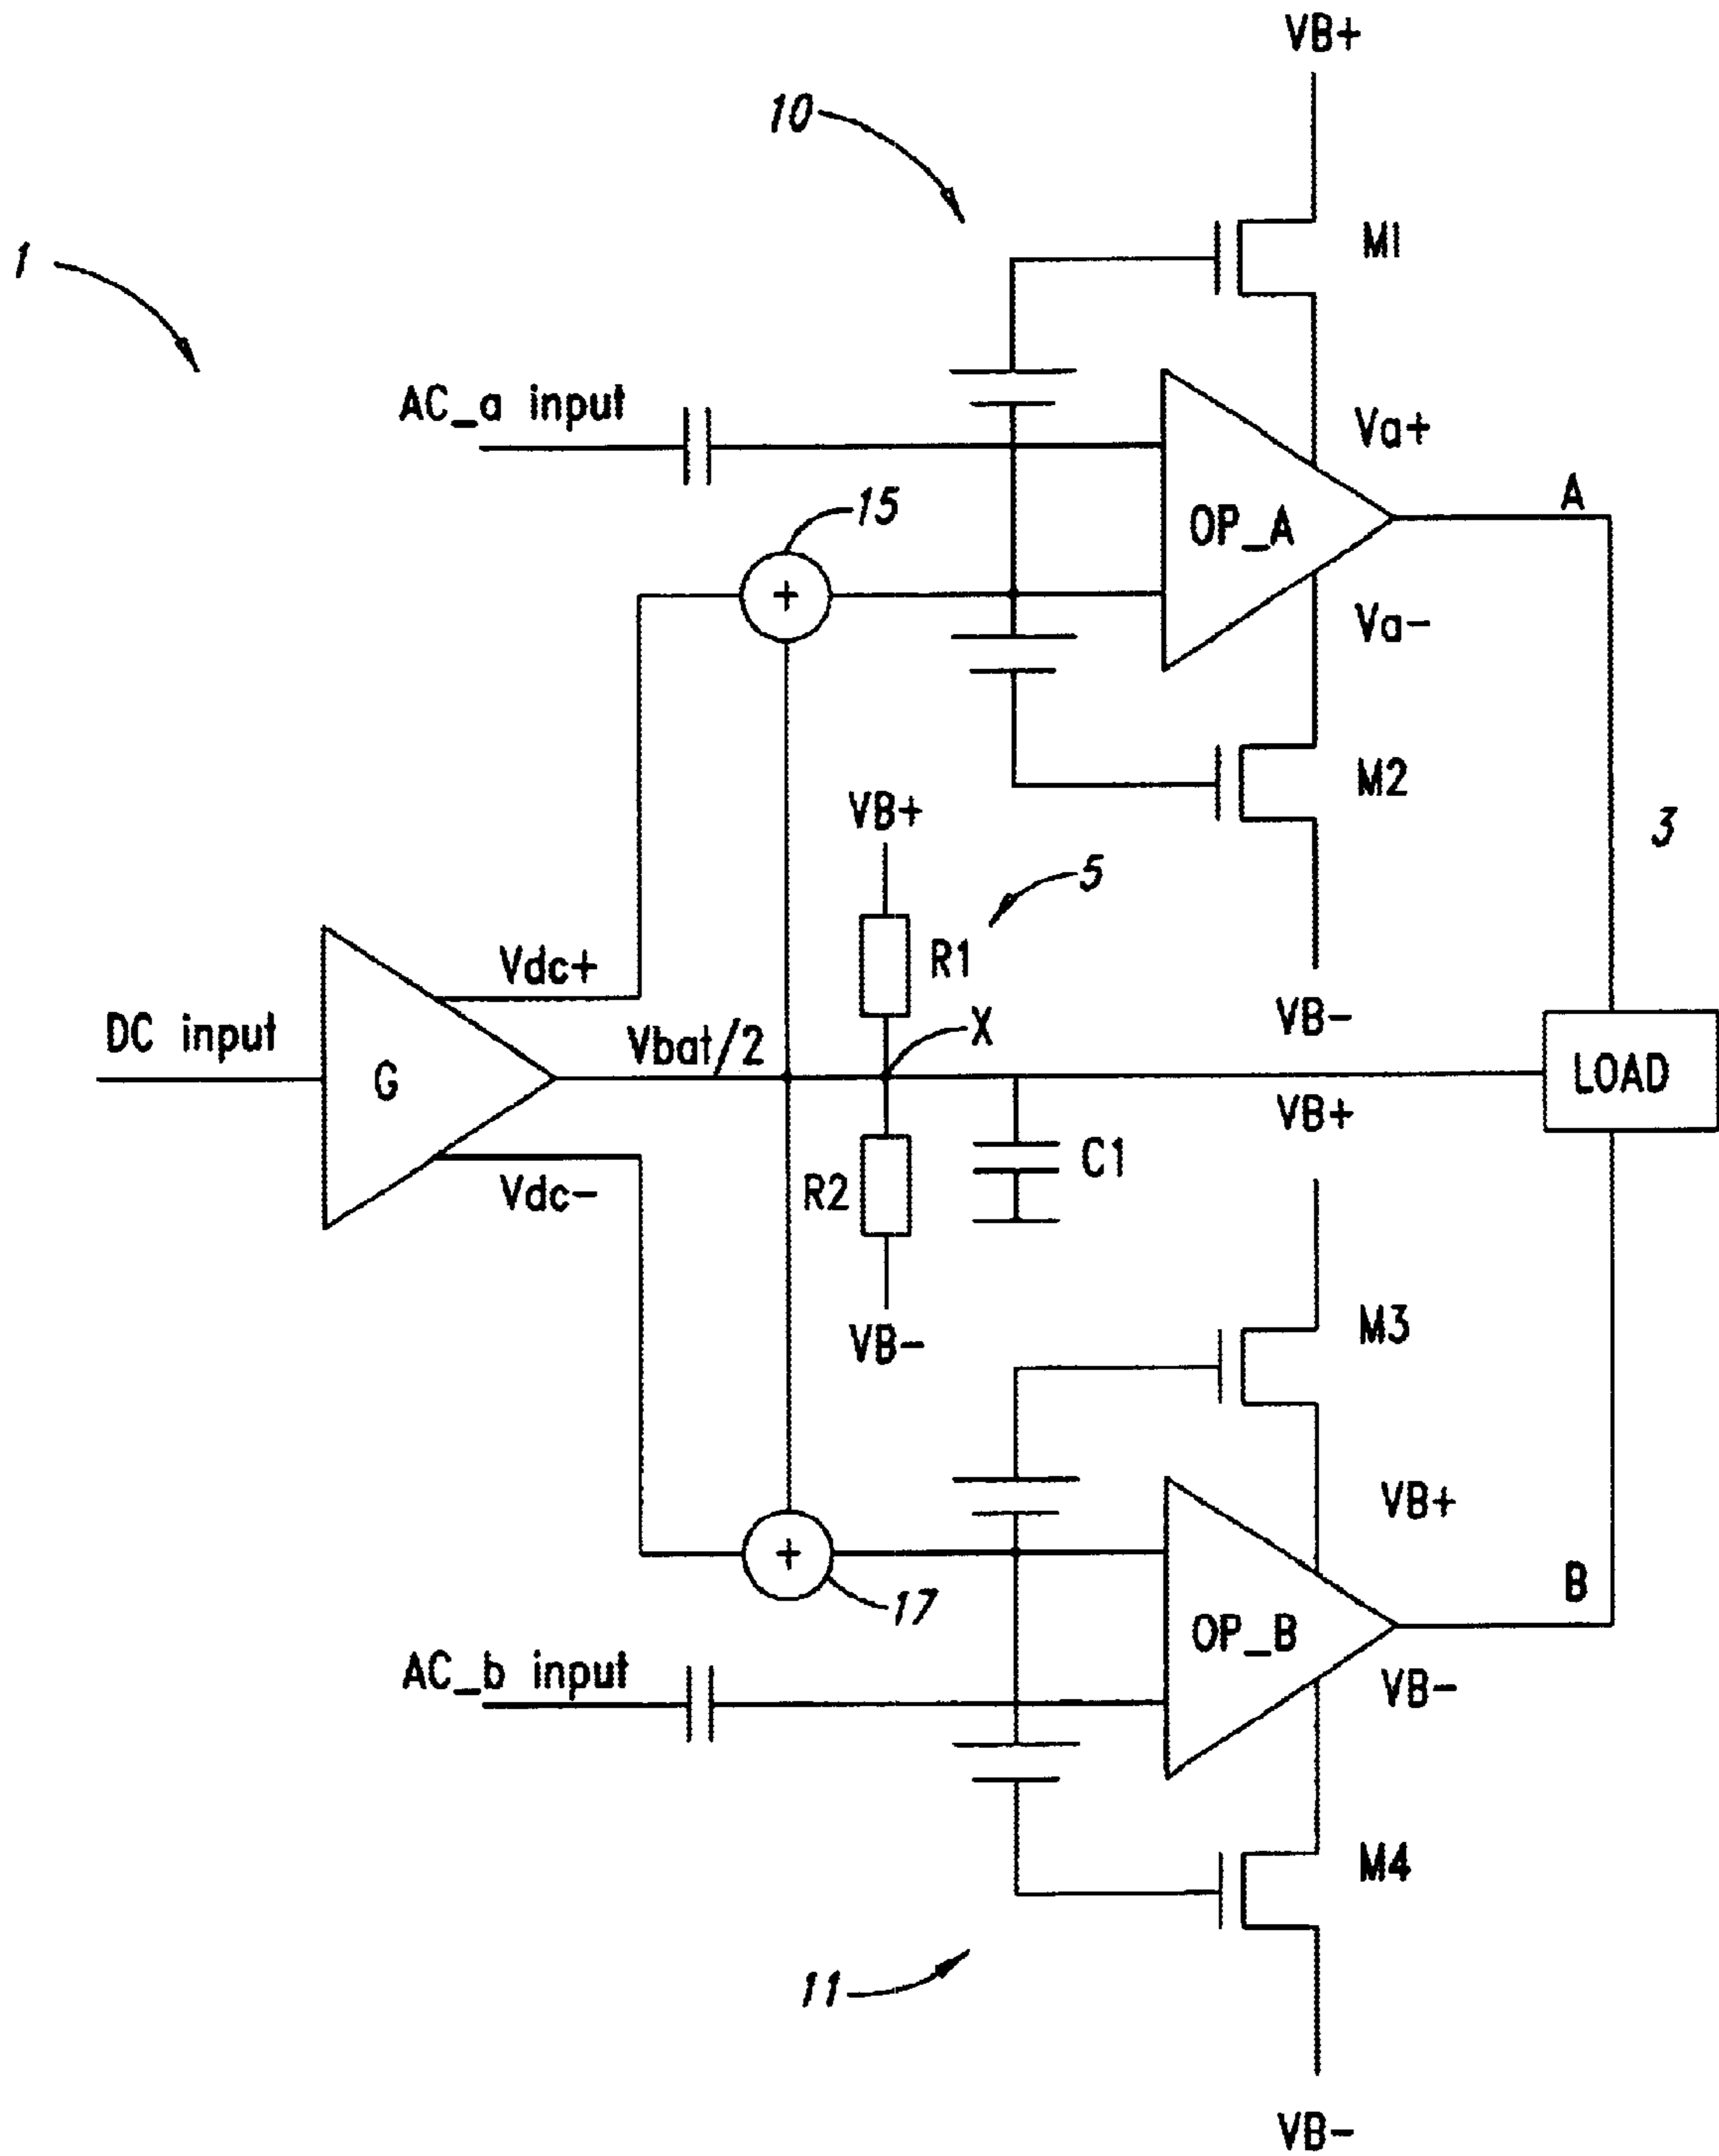 VB+
10
M1
1
AC_a input
Va+
A
15
OP_A
Va-
M2
VB+
3
5
R1
Vdc+
VB-
X
DC input
Vbat/2
G
LOAD
VB+
C1
Vdc-
R2
M3
VB-
VB+
B
17
OP_B
AC_b input
VB-
M4
11
VB-
+
+